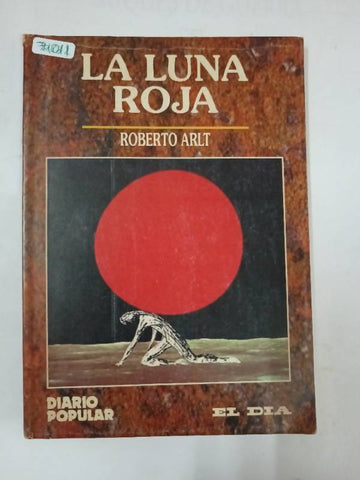 LA LUNA
ROJA
ROBERTO ARLT
DIARIO
POPULAR
EL DIA